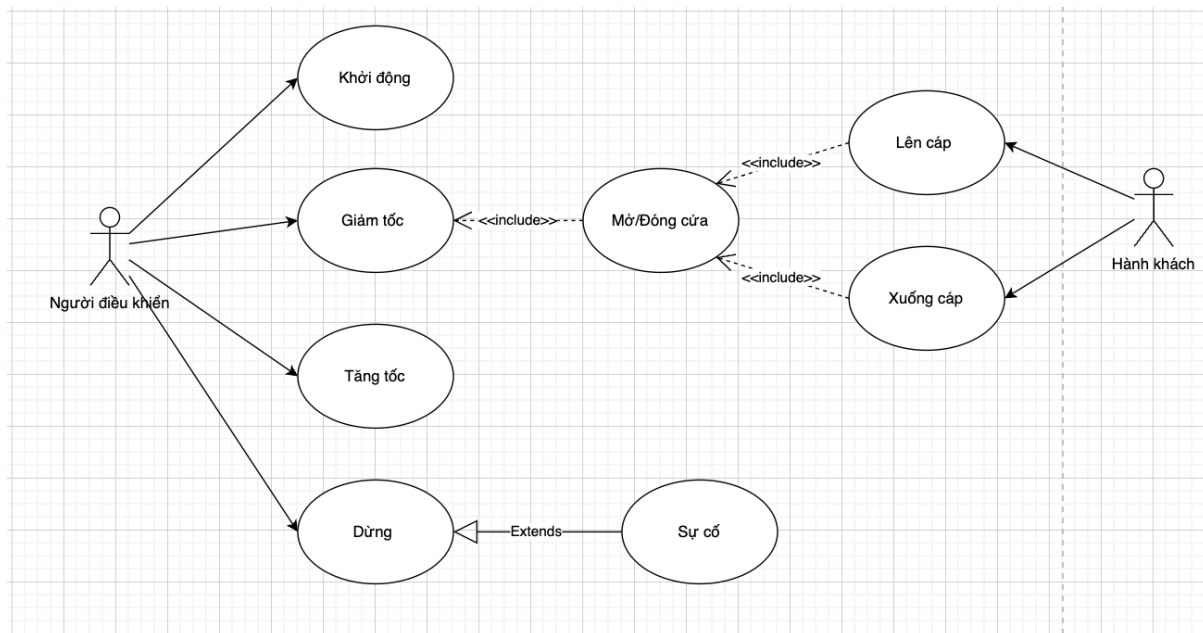 Khởi động
Lên cáp
<<include>>
Giảm tốc
<<include>>
Mở/Đóng cửa
Hành khách
<<include>>
Xuống cáp
Người điều khiển
Tăng tốc
Dừng
Extends
Sự cố